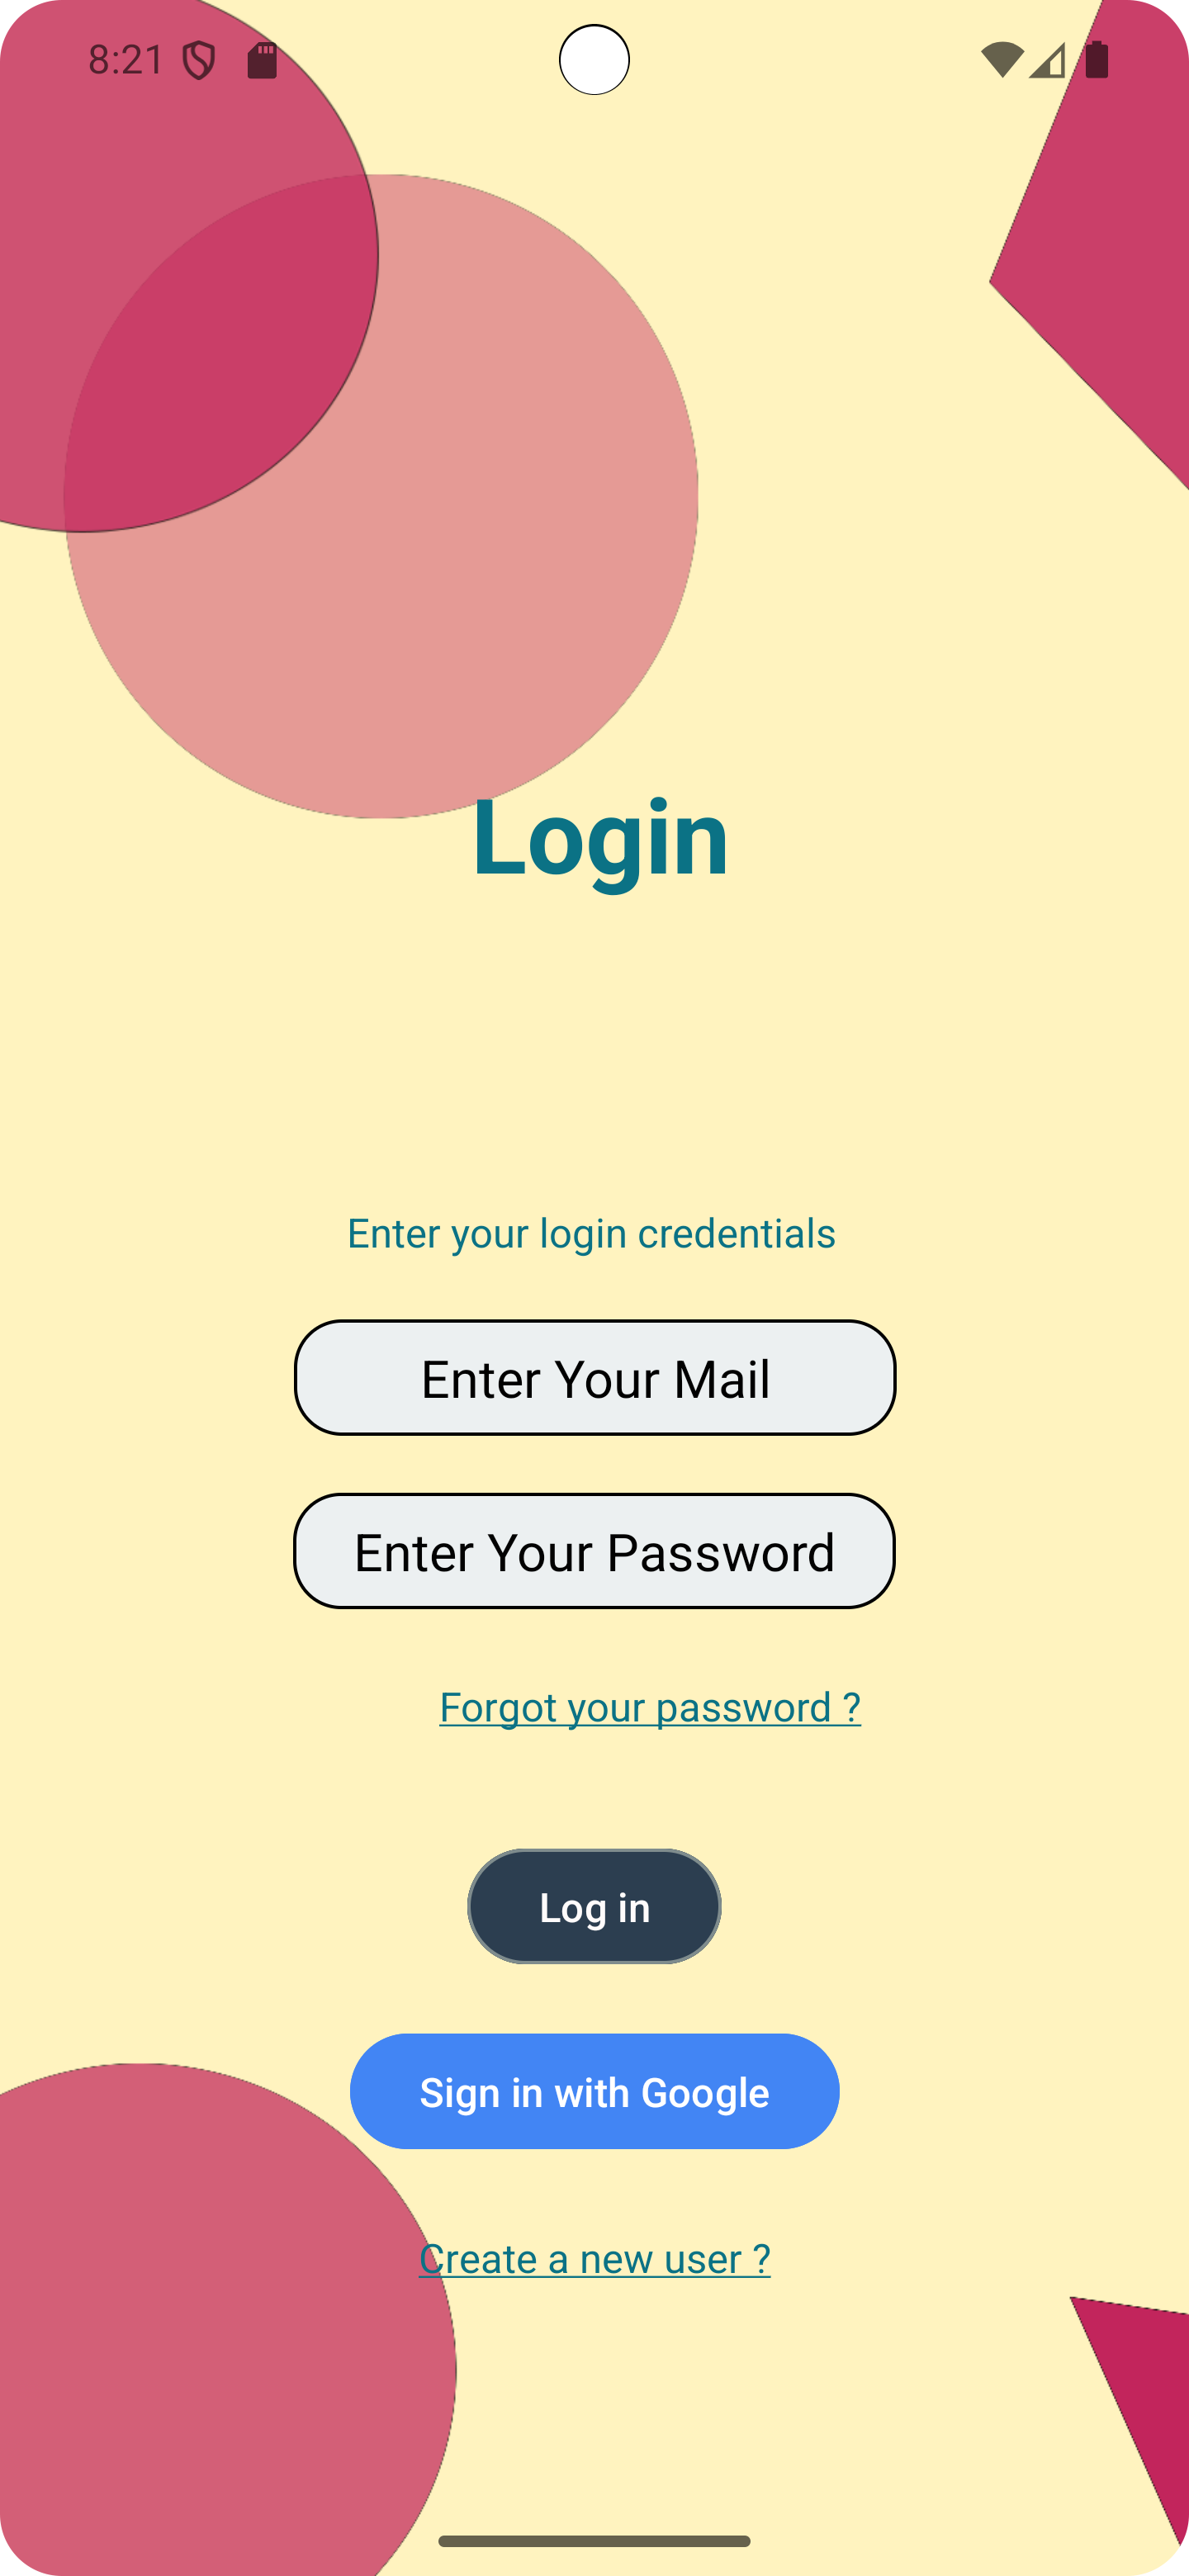 8:21
Login
Enter your login credentials
Enter Your Mail
Enter Your Password
Forgot your password ?
Log in
Sign in with Google
Create a new user ?